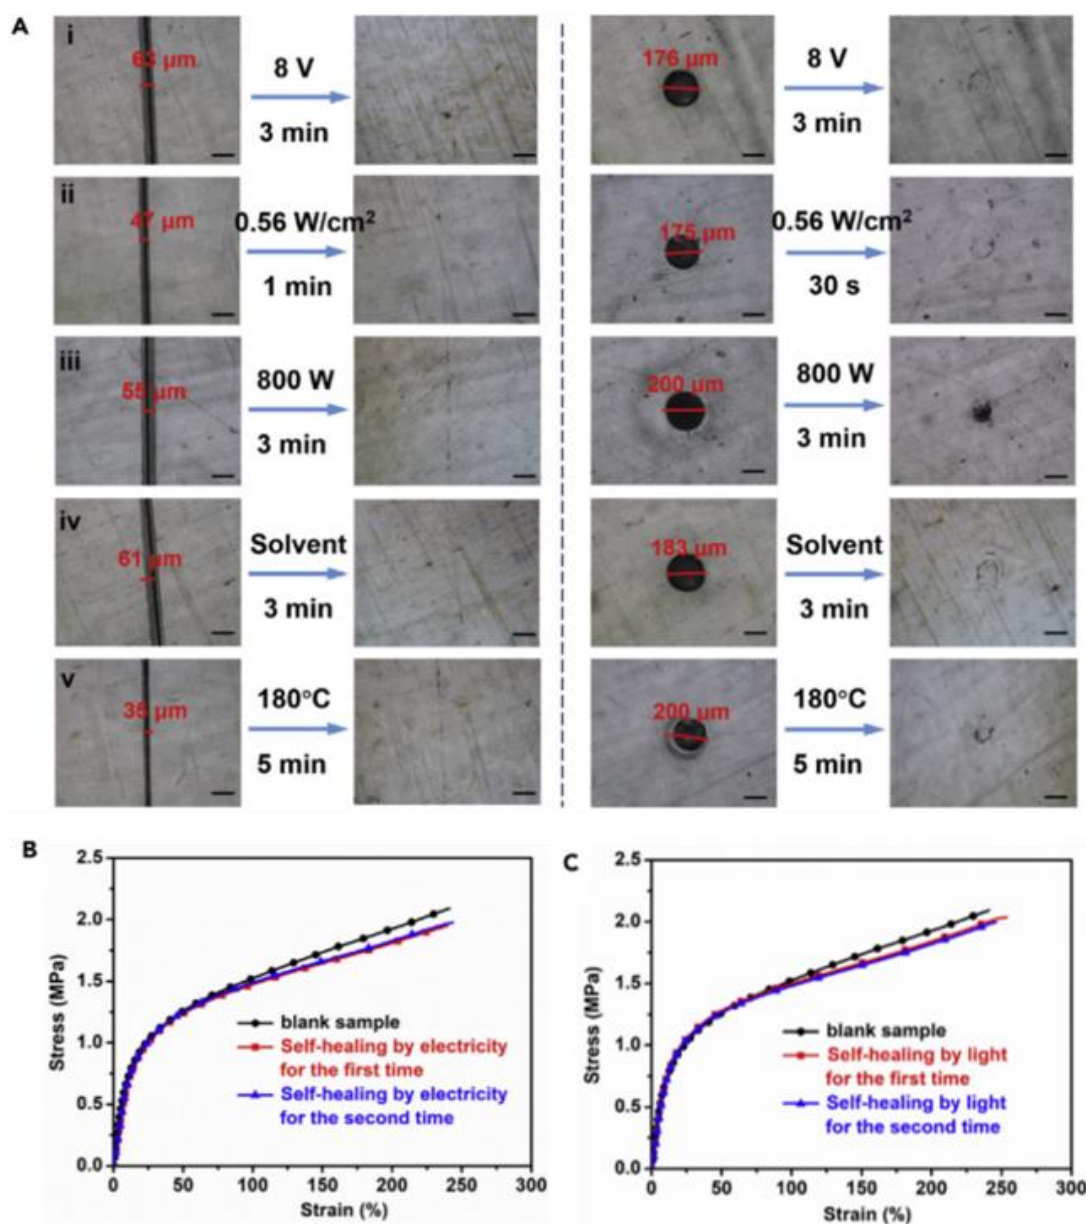 A
i
63 μm
8 V
3 min
176 μm
8 V
3 min
ii
47 μm
0.56 W/cm²
1 min
175 μm
0.56 W/cm²
30 s
iii
55 μm
800 W
3 min
200 μm
800 W
3 min
iv
61 μm
Solvent
3 min
183 μm
Solvent
3 min
v
35 μm
180°C
5 min
200 μm
180°C
5 min
B
2.5
2.0
1.5
1.0
0.5
0.0
Stress (MPa)
blank sample
Self-healing by electricity
for the first time
Self-healing by electricity
for the second time
0 50 100 150 200 250 300
Strain (%)
C
2.5
2.0
1.5
1.0
0.5
0.0
Stress (MPa)
blank sample
Self-healing by light
for the first time
Self-healing by light
for the second time
0 50 100 150 200 250 300
Strain (%)